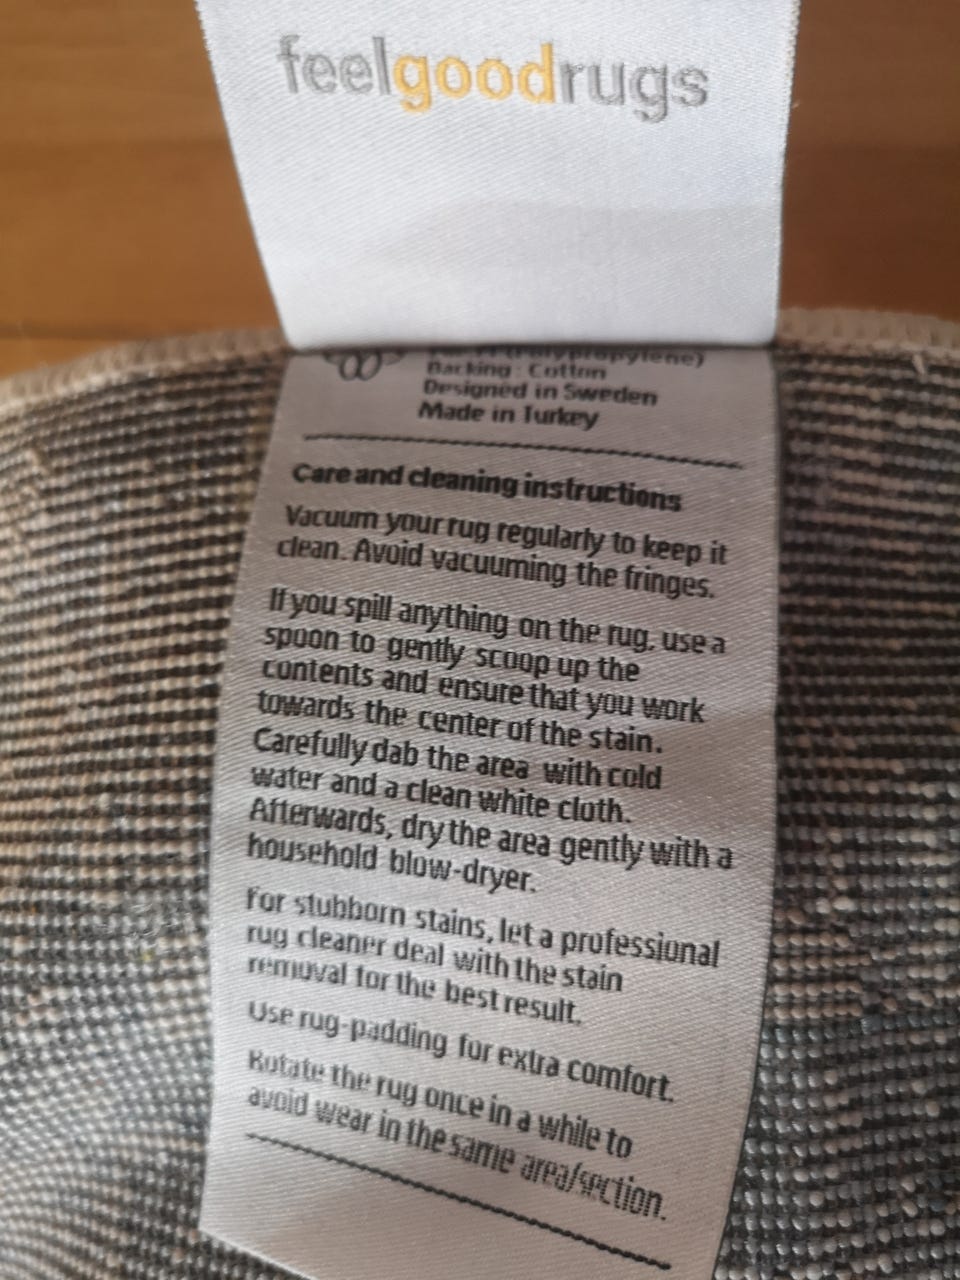 feelgoodrugs
(Polypropylene)
Backing: Cotton
Designed in Sweden
Made in Turkey
Care and cleaning instructions
Vacuum your rug regularly to keep it
clean. Avoid vacuuming the fringes.
If you spill anything on the rug, use a
spoon to gently scoop up the
contents and ensure that you work
towards the center of the stain.
Carefully dab the area with cold
water and a clean white cloth.
Afterwards, dry the area gently with a
household blow-dryer.
For stubborn stains, let a professional
rug cleaner deal with the stain
removal for the best result.
Use rug-padding for extra comfort.
Rotate the rug once in a while to
avoid wear in the same area/section.